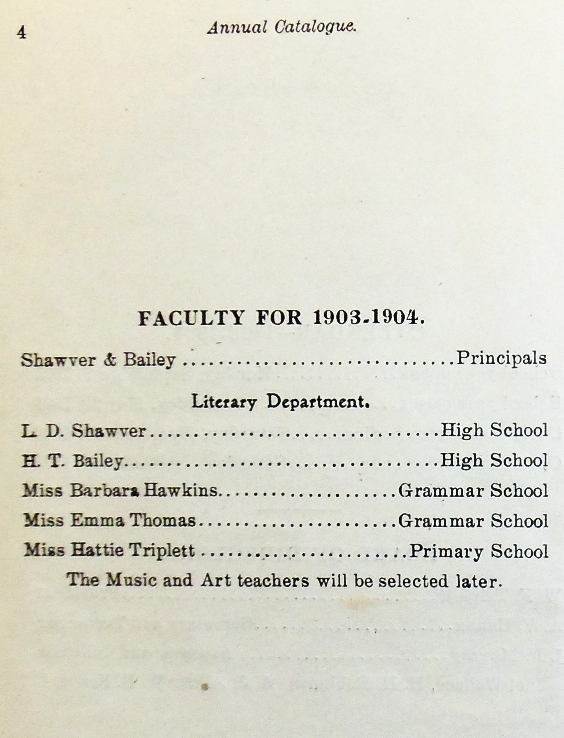 4
Annual Catalogue.
FACULTY FOR 1903-1904.
Shawver & Bailey ............................Principals
Literary Department.
L. D. Shawver..............................High School
H. T. Bailey.................................High School
Miss Barbara Hawkins...................Grammar School
Miss Emma Thomas.....................Grammar School
Miss Hattie Triplett ......................Primary School
The Music and Art teachers will be selected later.